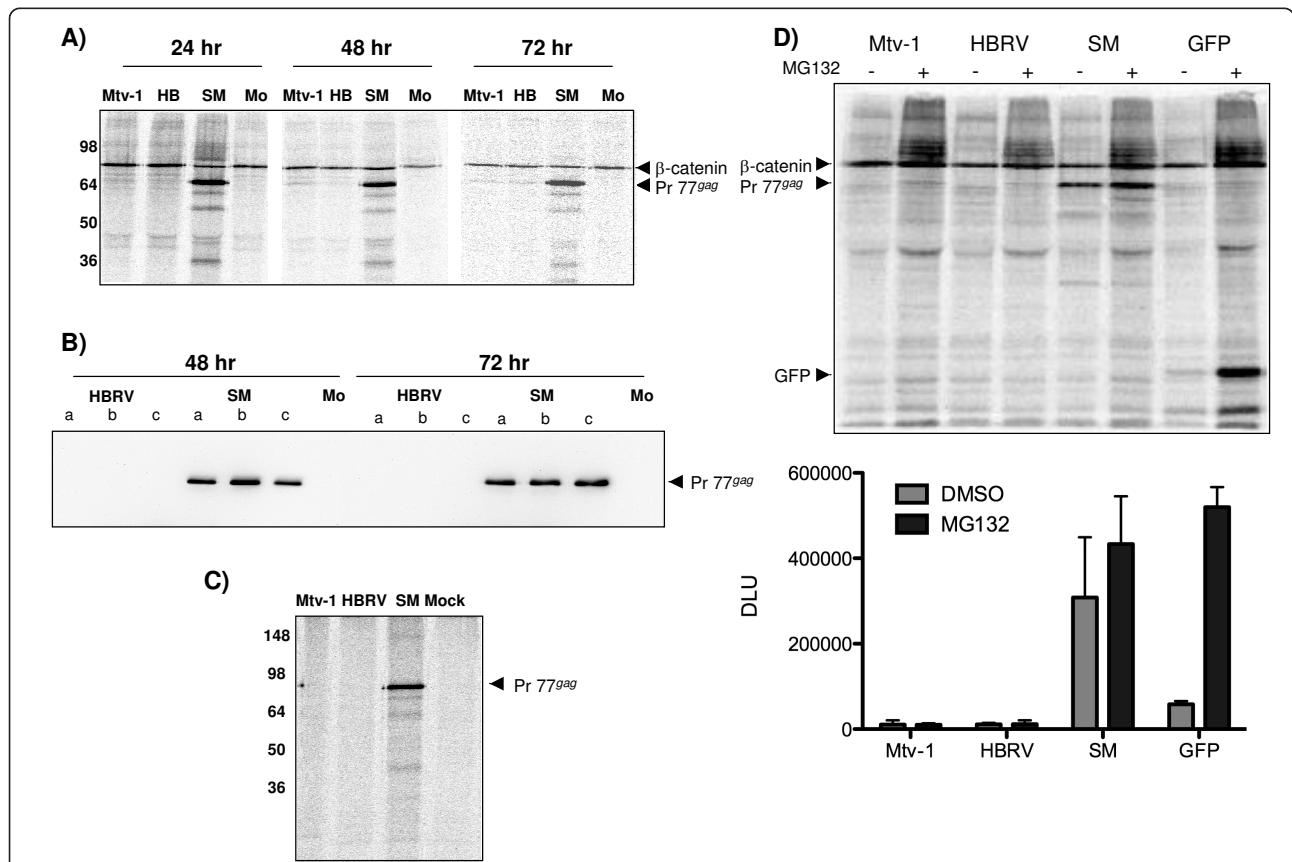 A)
24 hr 48 hr 72 hr
Mtv-1 HB SM Mo Mtv-1 HB SM Mo Mtv-1 HB SM Mo
98
64
50
36
β-catenin
Pr 77gag
B)
48 hr 72 hr
HBRV SM Mo HBRV SM Mo
a b c a b c a b c a b c
Pr 77gag
C)
Mtv-1 HBRV SM Mock
148
98
64
50
36
Pr 77gag
D)
Mtv-1 HBRV SM GFP
MG132 - + - + - + - +
β-catenin
Pr 77gag
GFP
600000
400000
200000
0
DLU
DMSO
MG132
Mtv-1 HBRV SM GFP